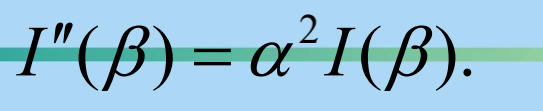 I″(β) = α²I(β).